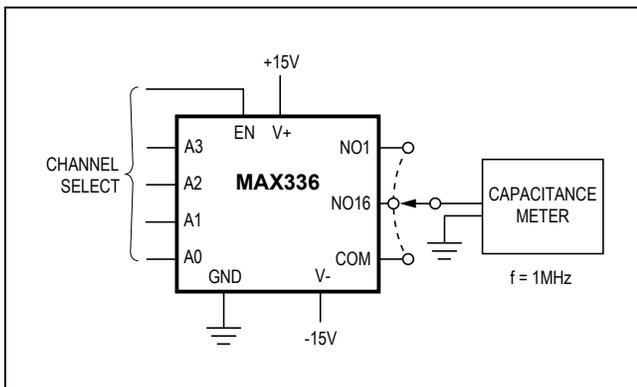 +15V
EN V+
A3
NO1
CHANNEL
SELECT
A2
MAX336
NO16
CAPACITANCE
METER
A1
A0
COM
GND
V-
f = 1MHz
-15V